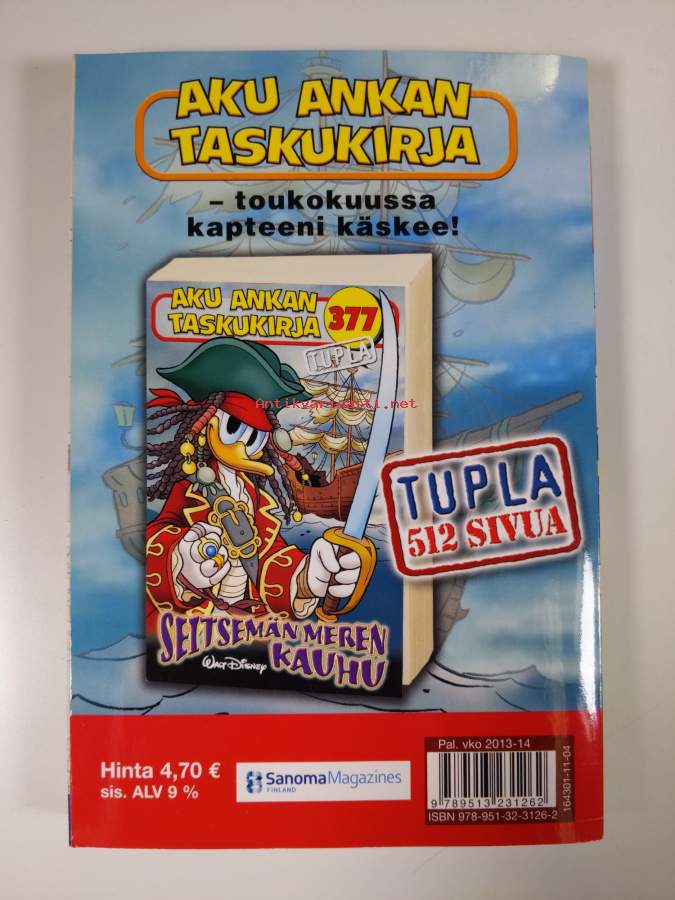 AKU ANKAN
TASKUKIRJA
– toukokuussa
kapteeni käskee!
AKU ANKAN
TASKUKIRJA
377
TUPLA
Antikvariaatti.net
TUPLA
512 SIVUA
SEITSEMÄN MEREN
KAUHU
WALT DISNEY
Hinta 4,70 €
sis. ALV 9 %
SanomaMagazines
FINLAND
Pal. vko 2013-14
9 789513 231262
ISBN 978-951-32-3126-2
164301-11-04